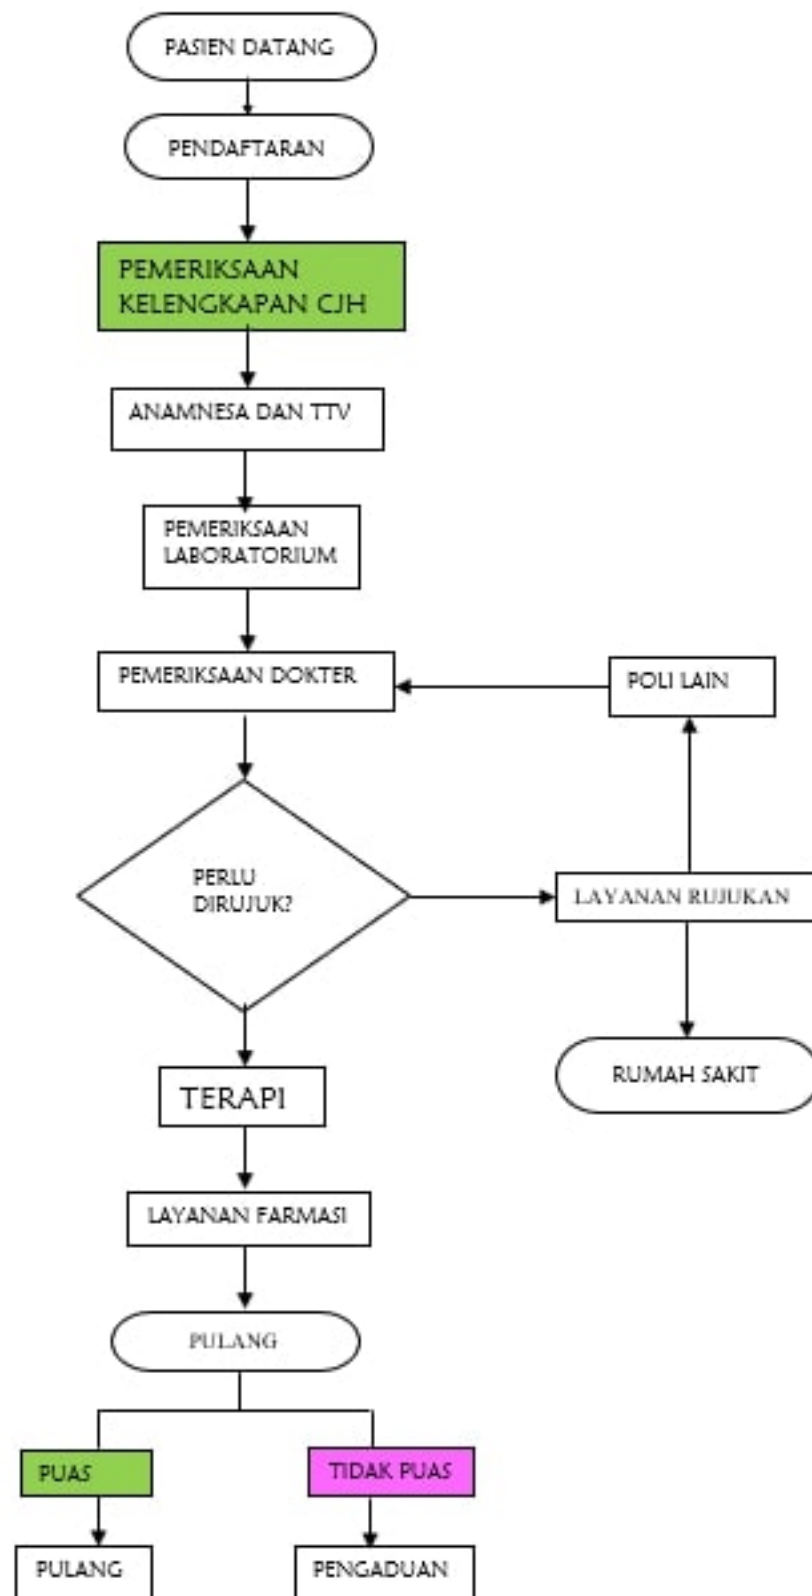 PASIEN DATANG
PENDAFTARAN
PEMERIKSAAN
KELENGKAPAN CJH
ANAMNESA DAN TTV
PEMERIKSAAN
LABORATORIUM
PEMERIKSAAN DOKTER
POLI LAIN
PERLU
DIRUJUK?
LAYANAN RUJUKAN
RUMAH SAKIT
TERAPI
LAYANAN FARMASI
PULANG
PUAS
TIDAK PUAS
PULANG
PENGADUAN